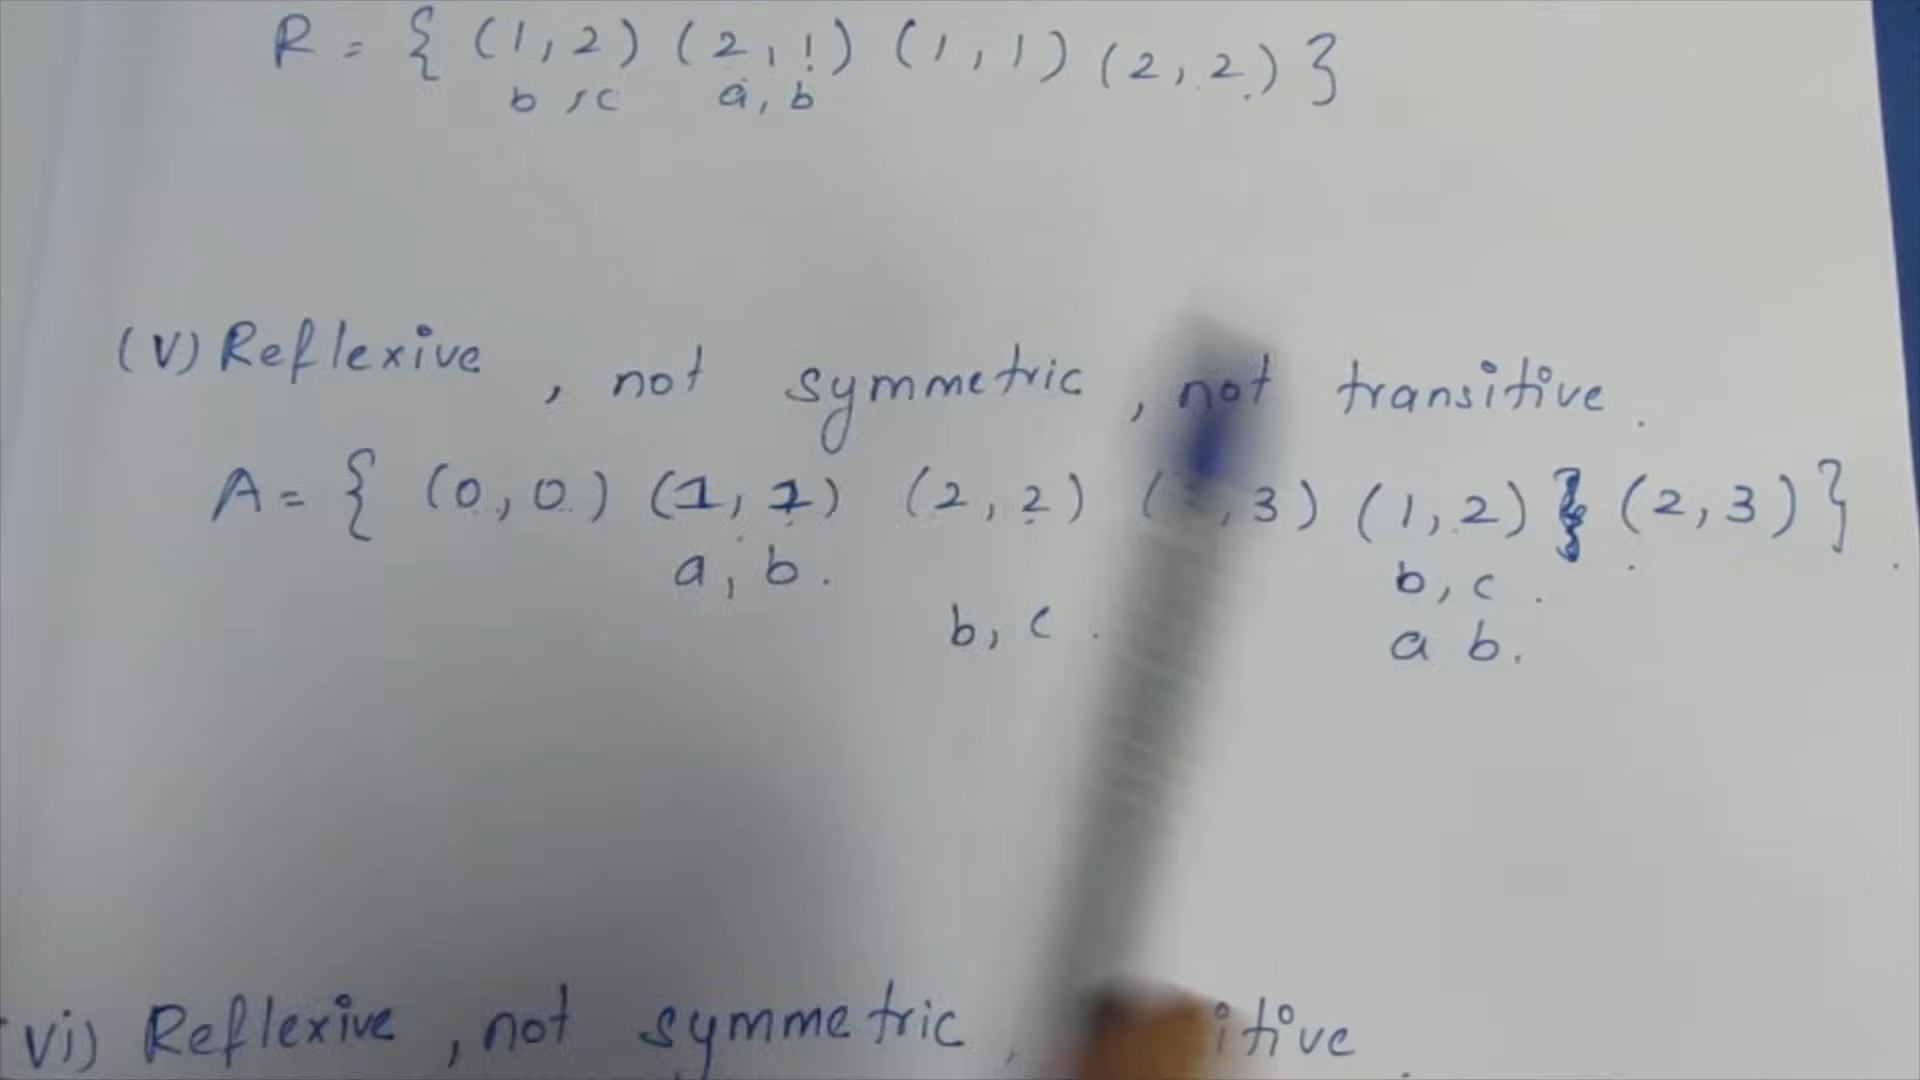 R = { (1,2) (2,1) (1,1) (2,2) }
b,c a,b
(V) Reflexive , not symmetric , not transitive .
A = { (0,0) (1,1) (2,2) ( ,3) (1,2) (2,3) }
a, b. b, c.
b, c. a b.
vi) Reflexive , not symmetric ,